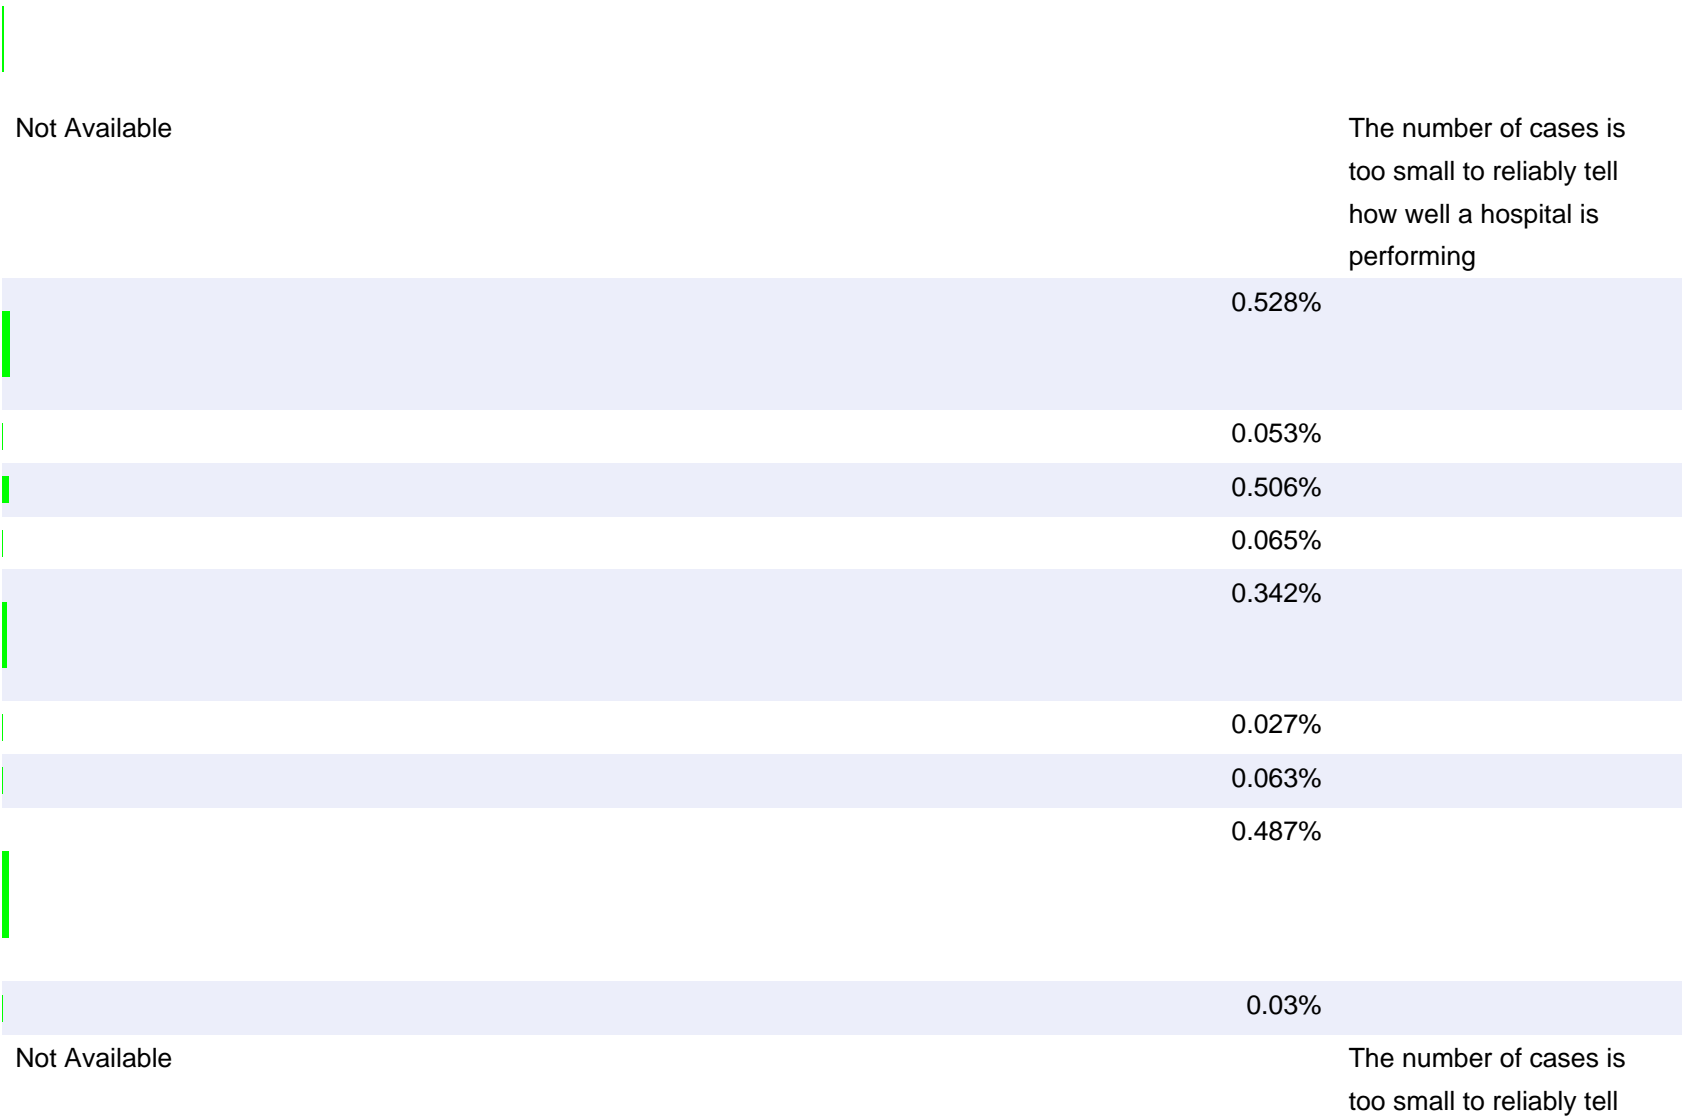 Not Available The number of cases is
too small to reliably tell
how well a hospital is
performing
0.528%
0.053%
0.506%
0.065%
0.342%
0.027%
0.063%
0.487%
0.03%
Not Available The number of cases is
too small to reliably tell